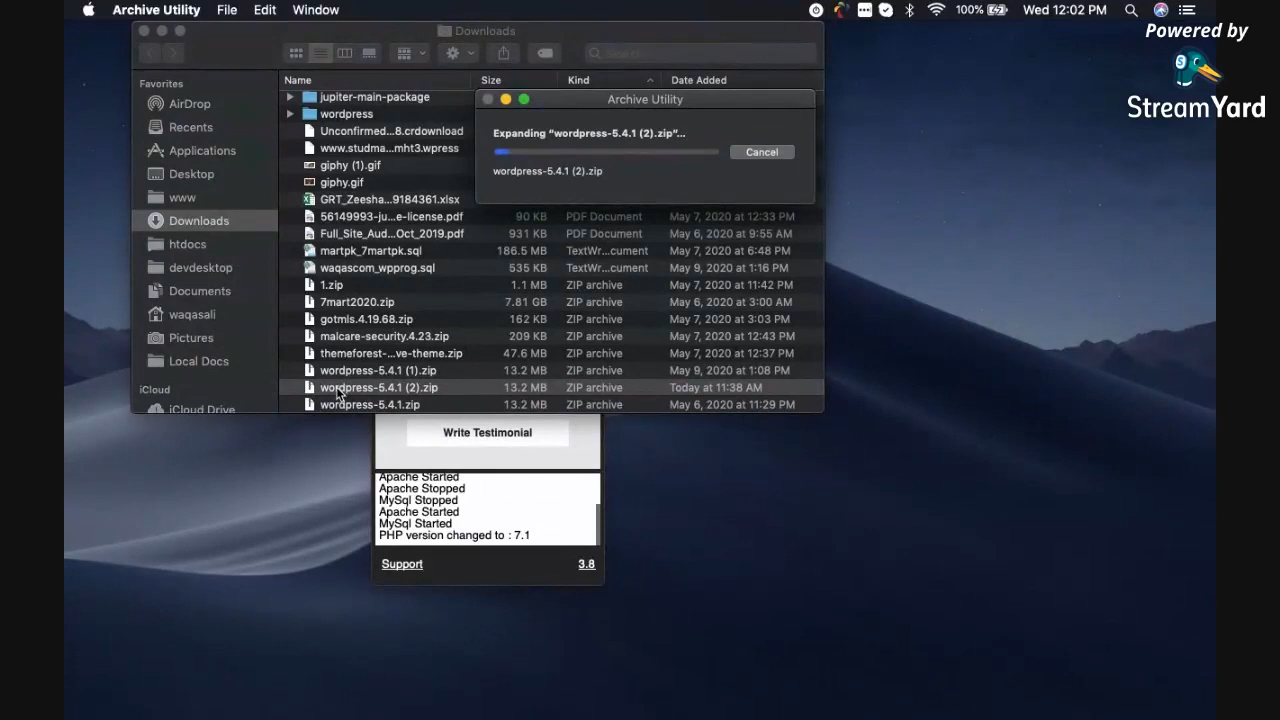 Archive Utility File Edit Window 100% Wed 12:02 PM
Powered by
StreamYard
Downloads
Search
Favorites
AirDrop
Recents
Applications
Desktop
www
Downloads
htdocs
devdesktop
Documents
waqasali
Pictures
Local Docs
iCloud
iCloud Drive
Name Size Kind Date Added
jupiter-main-package
wordpress
Unconfirmed...8.crdownload
www.studma...mht3.wpress
giphy (1).gif
giphy.gif
GRT_Zeesha...9184361.xlsx
56149993-ju...e-license.pdf 90 KB PDF Document May 7, 2020 at 12:33 PM
Full_Site_Aud...Oct_2019.pdf 931 KB PDF Document May 6, 2020 at 9:55 AM
martpk_7martpk.sql 186.5 MB TextWr...cument May 7, 2020 at 6:48 PM
waqascom_wpprog.sql 535 KB TextWr...cument May 9, 2020 at 1:16 PM
1.zip 1.1 MB ZIP archive May 7, 2020 at 11:42 PM
7mart2020.zip 7.81 GB ZIP archive May 6, 2020 at 3:00 AM
gotmls.4.19.68.zip 162 KB ZIP archive May 7, 2020 at 3:03 PM
malcare-security.4.23.zip 209 KB ZIP archive May 7, 2020 at 12:43 PM
themeforest-...ve-theme.zip 47.6 MB ZIP archive May 7, 2020 at 12:37 PM
wordpress-5.4.1 (1).zip 13.2 MB ZIP archive May 9, 2020 at 1:08 PM
wordpress-5.4.1 (2).zip 13.2 MB ZIP archive Today at 11:38 AM
wordpress-5.4.1.zip 13.2 MB ZIP archive May 6, 2020 at 11:29 PM
Archive Utility
Expanding “wordpress-5.4.1 (2).zip”...
Cancel
wordpress-5.4.1 (2).zip
Write Testimonial
Apache Started
Apache Stopped
MySql Stopped
Apache Started
MySql Started
PHP version changed to : 7.1
Support 3.8